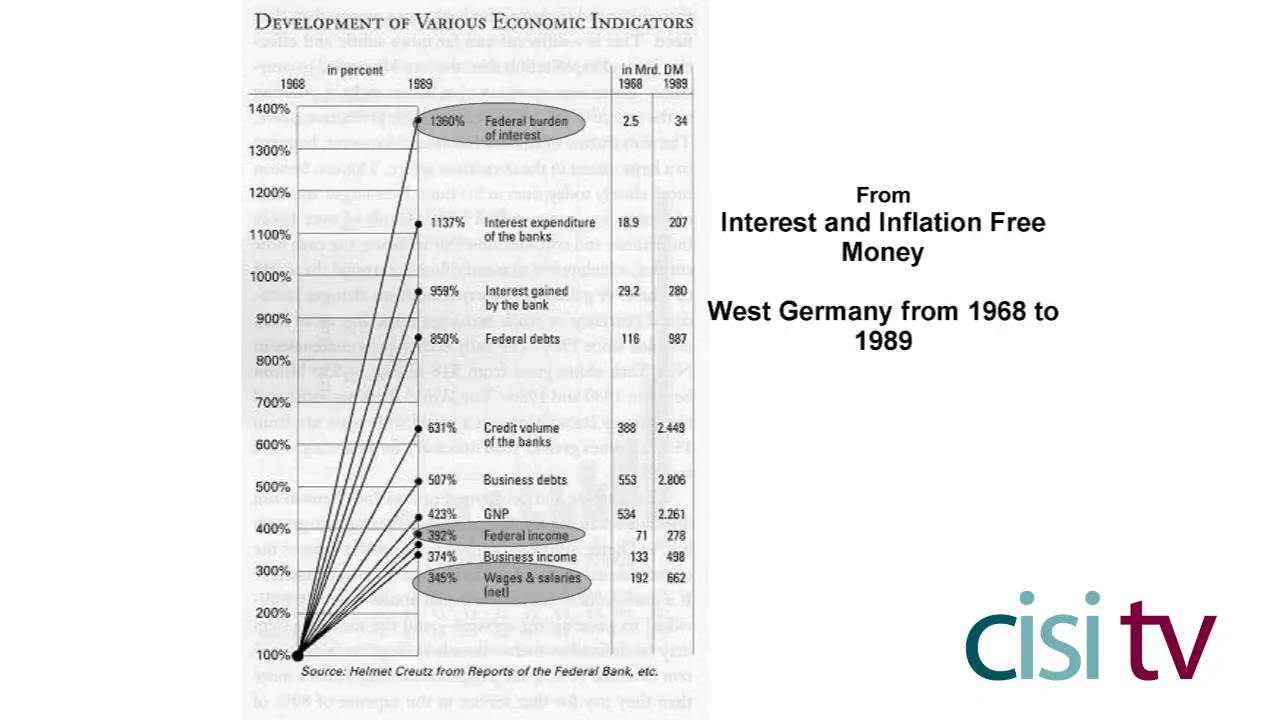 DEVELOPMENT OF VARIOUS ECONOMIC INDICATORS
in percent
in Mrd. DM
1968 1989 1968 1989
1400%
1360% Federal burden of interest 2.5 34
1300%
1200%
1137% Interest expenditure of the banks 18.9 207
1100%
1000%
959% Interest gained by the bank 29.2 280
900%
850% Federal debts 116 987
800%
700%
631% Credit volume of the banks 388 2.449
600%
507% Business debts 553 2.806
500%
423% GNP 534 2.261
400%
392% Federal income 71 278
374% Business income 133 498
300%
345% Wages & salaries (net) 192 662
200%
100%
Source: Helmet Creutz from Reports of the Federal Bank, etc.
From
Interest and Inflation Free
Money
West Germany from 1968 to
1989
cisi tv